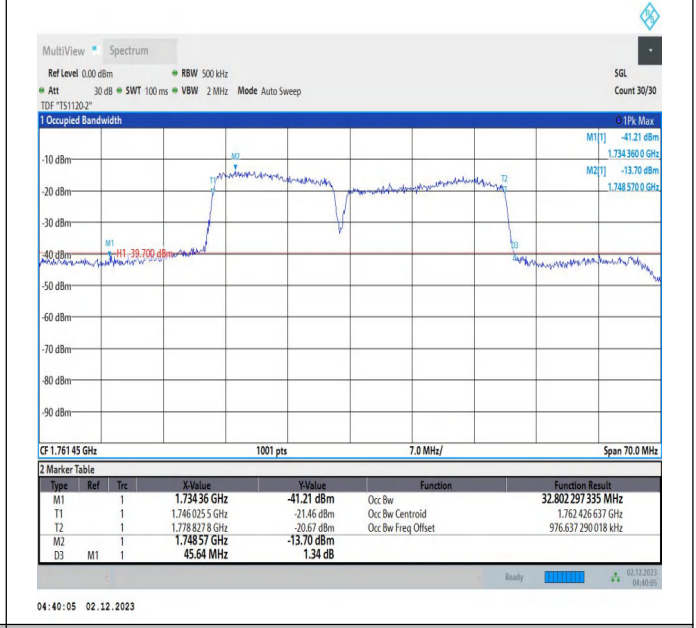 MultiView Spectrum
Ref Level 0.00 dBm RBW 500 kHz SGL
Att 30 dB SWT 100 ms VBW 2 MHz Mode Auto Sweep Count 30/30
TDF "TS1120-2"
1 Occupied Bandwidth 1Pk Max
M1[1] -41.21 dBm
1.734 360 0 GHz
M2[1] -13.70 dBm
1.748 570 0 GHz
-10 dBm
M2
T1
T2
-20 dBm
-30 dBm
M1
D3
-40 dBm
H1 -39.700 dBm
-50 dBm
-60 dBm
-70 dBm
-80 dBm
-90 dBm
CF 1.761 45 GHz 1001 pts 7.0 MHz/ Span 70.0 MHz
2 Marker Table
Type Ref Trc X-Value Y-Value Function Function Result
M1 1 1.734 36 GHz -41.21 dBm Occ Bw 32.802 297 335 MHz
T1 1 1.746 025 5 GHz -21.46 dBm Occ Bw Centroid 1.762 426 637 GHz
T2 1 1.778 827 8 GHz -20.67 dBm Occ Bw Freq Offset 976.637 290 018 kHz
M2 1 1.748 57 GHz -13.70 dBm
D3 M1 1 45.64 MHz 1.34 dB
Ready 02.12.2023
04:40:05
04:40:05 02.12.2023